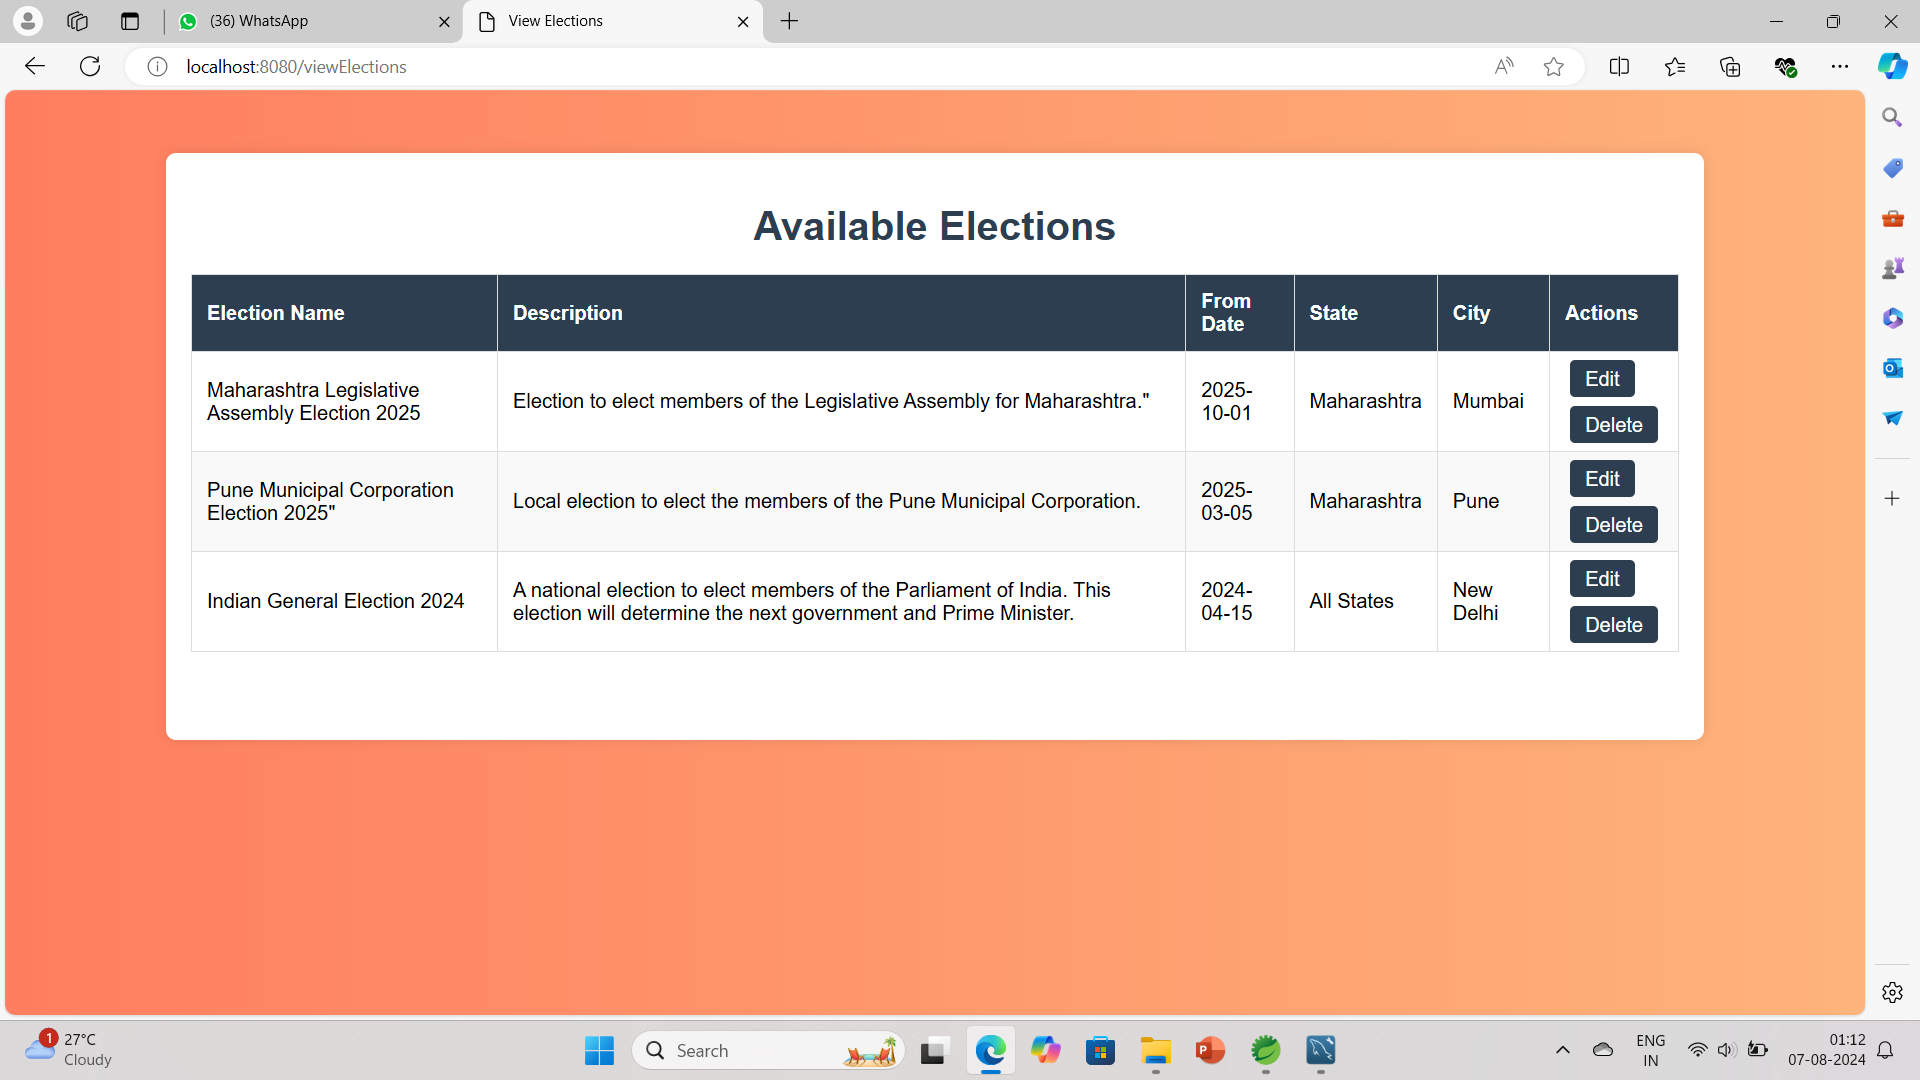 (36) WhatsApp
View Elections
localhost:8080/viewElections
Available Elections
Election Name
Description
From
Date
State
City
Actions
Maharashtra Legislative
Assembly Election 2025
Election to elect members of the Legislative Assembly for Maharashtra."
2025-
10-01
Maharashtra
Mumbai
Edit
Delete
Pune Municipal Corporation
Election 2025"
Local election to elect the members of the Pune Municipal Corporation.
2025-
03-05
Maharashtra
Pune
Edit
Delete
Indian General Election 2024
A national election to elect members of the Parliament of India. This
election will determine the next government and Prime Minister.
2024-
04-15
All States
New
Delhi
Edit
Delete
1
27°C
Cloudy
Search
ENG
IN
01:12
07-08-2024